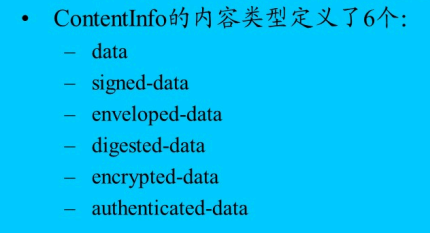 • ContentInfo的内容类型定义了6个:
– data
– signed-data
– enveloped-data
– digested-data
– encrypted-data
– authenticated-data